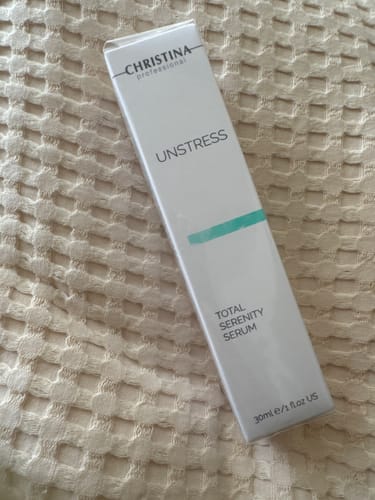 CHRISTINA
professional
UNSTRESS
TOTAL
SERENITY
SERUM
30ml e/1 fl.oz US